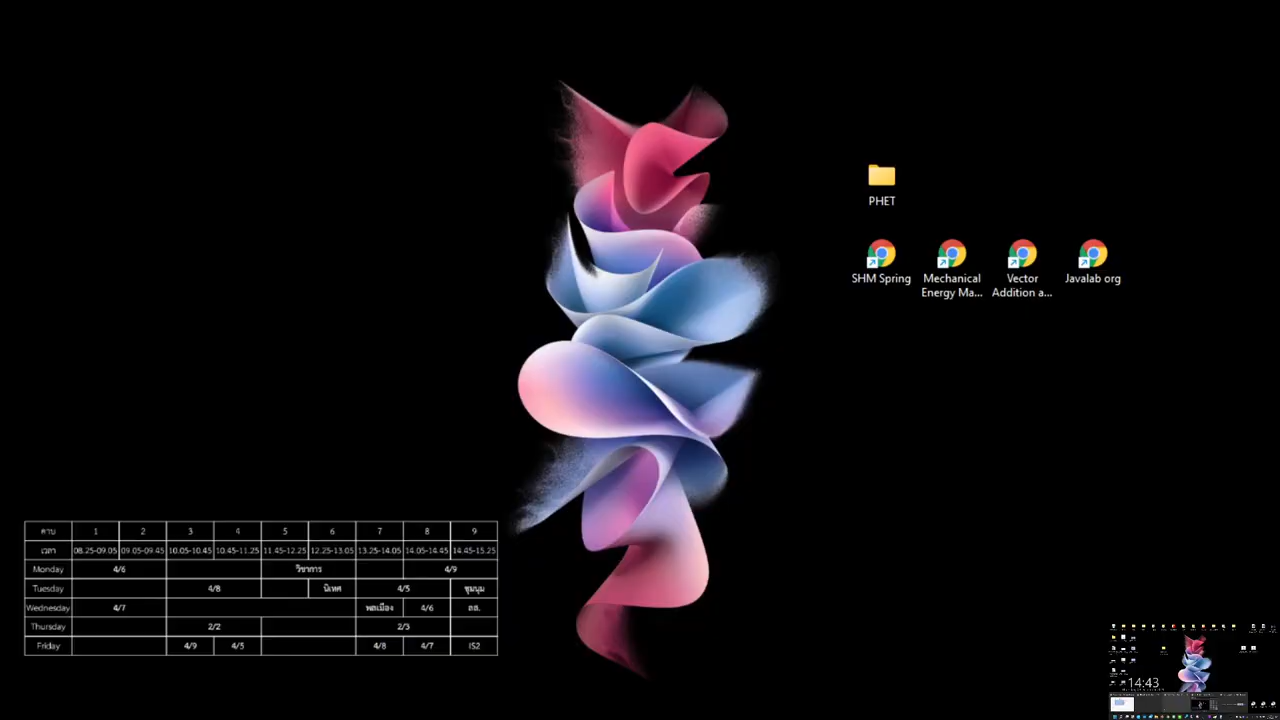 PHET
SHM Spring
Mechanical Energy Ma...
Vector Addition a...
Javalab org
คาบ 1 2 3 4 5 6 7 8 9
เวลา 08.25-09.05 09.05-09.45 10.05-10.45 10.45-11.25 11.45-12.25 12.25-13.05 13.25-14.05 14.05-14.45 14.45-15.25
Monday 4/6 วิชาการ 4/9
Tuesday 4/8 นิเทศ 4/5 ชุมนุม
Wednesday 4/7 พลเมือง 4/6 ลส.
Thursday 2/2 2/3
Friday 4/9 4/5 4/8 4/7 IS2
14:43